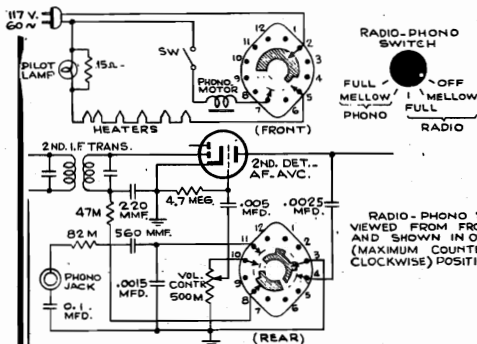 117 V.
60~
PILOT
LAMP
15Ω
SW
PHONO
MOTOR
HEATERS
12
1
2
3
4
5
6
7
8
9
10
11
(FRONT)
RADIO-PHONO
SWITCH
FULL
OFF
MELLOW
MELLOW
FULL
PHONO
RADIO
2ND. I.F. TRANS.
2ND. DET.-
AF-AVC.
220
MMF.
4.7 MEG.
.005
MFD.
.0025
MFD.
47M
82M
560 MMF.
PHONO
JACK
0.1
MFD.
.0015
MFD.
VOL.
CONTR
500M
12
1
2
3
4
5
6
7
8
9
10
11
(REAR)
RADIO-PHONO
VIEWED FROM
AND SHOWN IN
(MAXIMUM
CLOCKWISE)